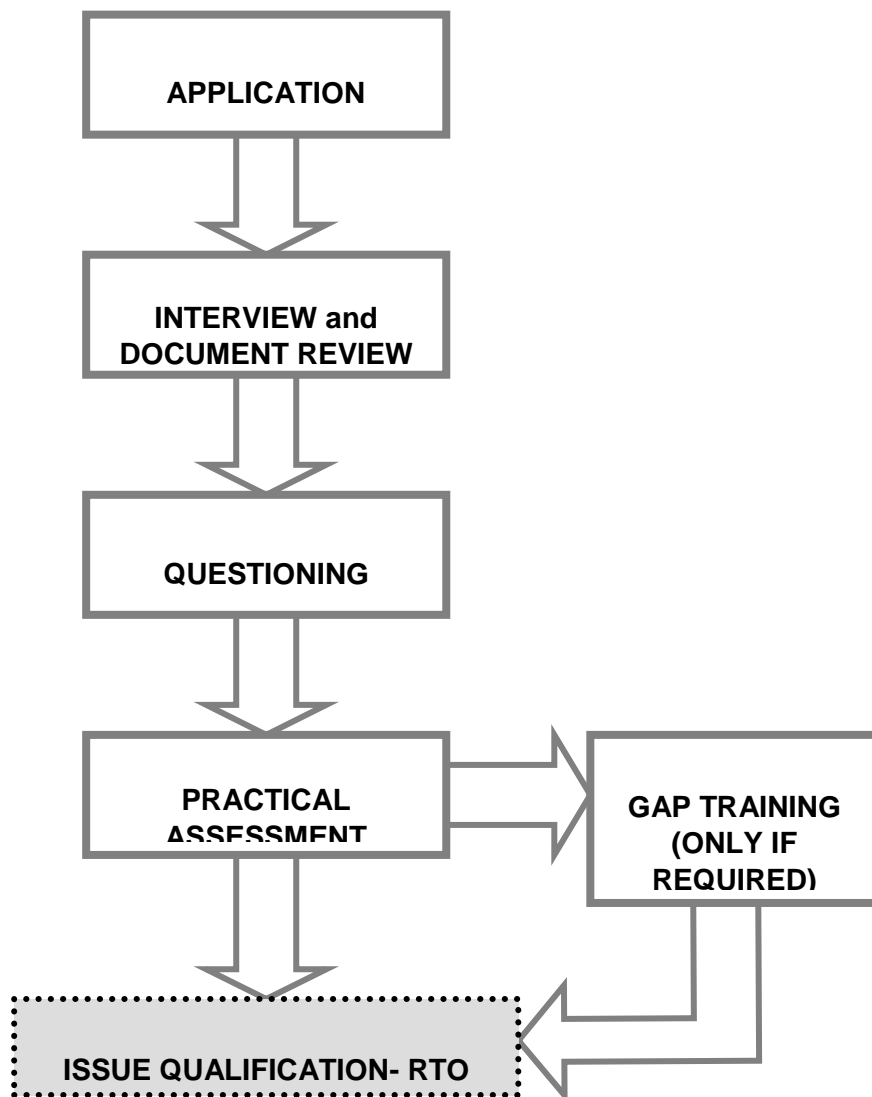 APPLICATION
INTERVIEW and
DOCUMENT REVIEW
QUESTIONING
PRACTICAL
ASSESSMENT
GAP TRAINING
(ONLY IF
REQUIRED)
ISSUE QUALIFICATION- RTO